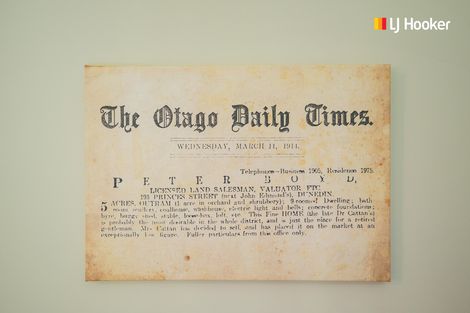 LJ Hooker
The Otago Daily Times.
WEDNESDAY, MARCH 11, 1914.
Telephones—Business 1905, Residence 1975.
PETER BOYD,
LICENSED LAND SALESMAN, VALUATOR, ETC
195 PRINCES STREET (next John Edmond's), DUNEDIN.
5 ACRES, OUTRAM (1 acre in orchard and shrubbery); 9-roomed Dwelling; bath
room, scullery, washhouse, electric light and bells; concrete foundations;
byre, buggy shed, stable, loose-box, loft, etc. This Fine HOME (the late Dr Cattan's)
is probably the most desirable in the whole district, and is just the place for a retired
gentleman. Mrs Cattan has decided to sell, and has placed it on the market at an
exceptionally low figure. Fuller particulars from this office only.